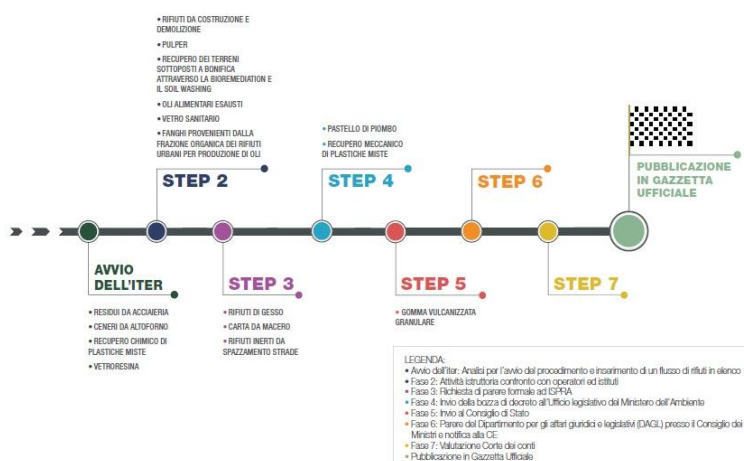 • RIFIUTI DA COSTRUZIONE E
DEMOLIZIONE
• PULPER
• RECUPERO DEI TERRENI
SOTTOPOSTI A BONIFICA
ATTRAVERSO LA BIOREMEDIATION E
IL SOIL WASHING
• OLI ALIMENTARI ESAUSTI
• VETRO SANITARIO
• FANGHI PROVENIENTI DALLA
FRAZIONE ORGANICA DEI RIFIUTI
URBANI PER PRODUZIONE DI OLI
STEP 2
• PASTELLO DI PIOMBO
• RECUPERO MECCANICO
DI PLASTICHE MISTE
STEP 4
STEP 6
PUBBLICAZIONE
IN GAZZETTA
UFFICIALE
AVVIO
DELL'ITER
• RESIDUI DA ACCIAIERIA
• CENERI DA ALTOFORNO
• RECUPERO CHIMICO DI
PLASTICHE MISTE
• VETRORESINA
STEP 3
• RIFIUTI DI GESSO
• CARTA DA MACERO
• RIFIUTI INERTI DA
SPAZZAMENTO STRADE
STEP 5
• GOMMA VULCANIZZATA
GRANULARE
STEP 7
LEGENDA:
• Avvio dell'iter: Analisi per l'avvio del procedimento e inserimento di un flusso di rifiuti in elenco
• Fase 2: Attività istruttoria confronto con operatori ed istituti
• Fase 3: Richiesta di parere formale ad ISPRA
• Fase 4: Invio della bozza di decreto all'Ufficio legislativo del Ministero dell'Ambiente
• Fase 5: Invio al Consiglio di Stato
• Fase 6: Parere del Dipartimento per gli affari giuridici e legislativi (DAGL) presso il Consiglio dei
Ministri e notifica alla CE
• Fase 7: Valutazione Corte dei conti
• Pubblicazione in Gazzetta Ufficiale